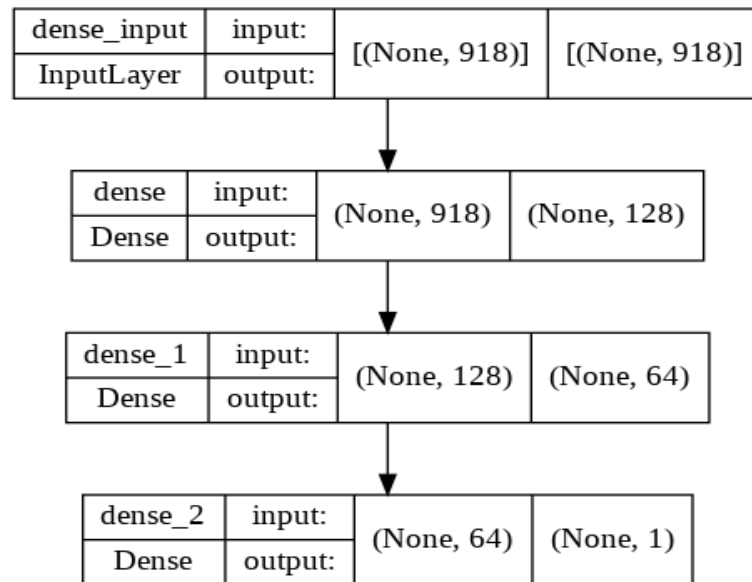 dense_input input: [(None, 918)] [(None, 918)]
InputLayer output:
dense input: (None, 918) (None, 128)
Dense output:
dense_1 input: (None, 128) (None, 64)
Dense output:
dense_2 input: (None, 64) (None, 1)
Dense output: